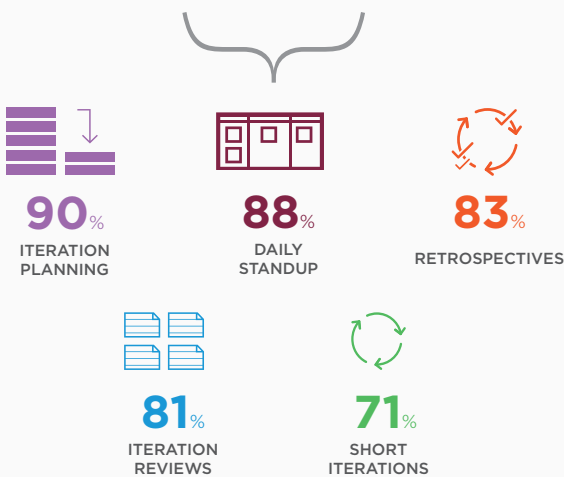 90%
ITERATION
PLANNING
88%
DAILY
STANDUP
83%
RETROSPECTIVES
81%
ITERATION
REVIEWS
71%
SHORT
ITERATIONS